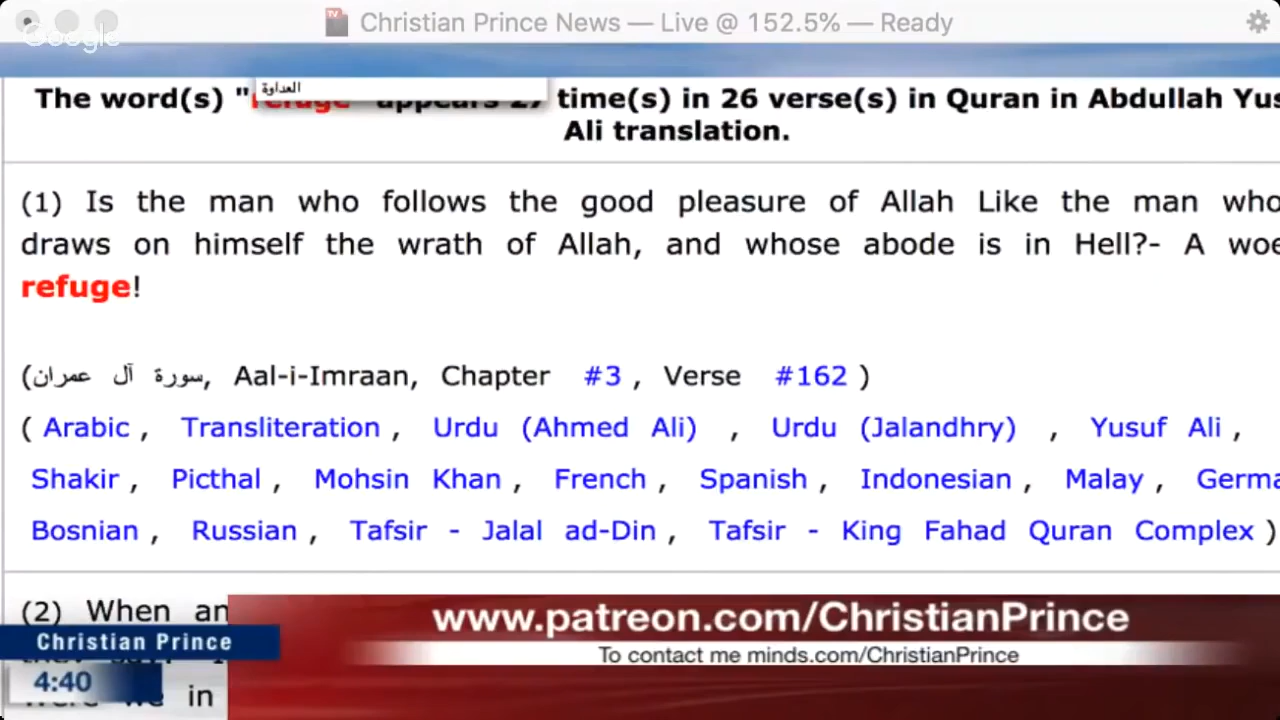 Christian Prince News — Live @ 152.5% — Ready
Google
العداوة
The word(s) "refuge" appears 27 time(s) in 26 verse(s) in Quran in Abdullah Yus
Ali translation.
(1) Is the man who follows the good pleasure of Allah Like the man who
draws on himself the wrath of Allah, and whose abode is in Hell?- A woe
refuge!
(سورة آل عمران, Aal-i-Imraan, Chapter #3 , Verse #162 )
( Arabic , Transliteration , Urdu (Ahmed Ali) , Urdu (Jalandhry) , Yusuf Ali ,
Shakir , Picthal , Mohsin Khan , French , Spanish , Indonesian , Malay , Germa
Bosnian , Russian , Tafsir - Jalal ad-Din , Tafsir - King Fahad Quran Complex )
(2) When an
www.patreon.com/ChristianPrince
Christian Prince
To contact me minds.com/ChristianPrince
4:40
we in